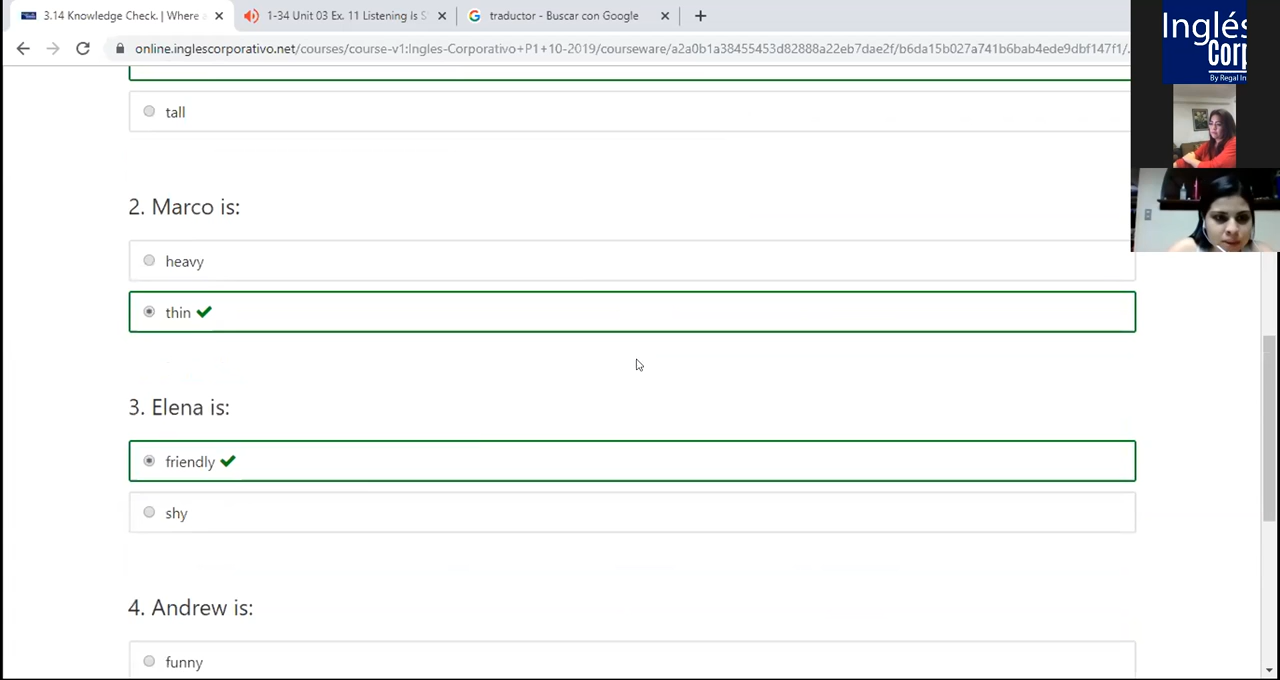 3.14 Knowledge Check. | Where
1-34 Unit 03 Ex. 11 Listening Is
traductor - Buscar con Google
online.inglescorporativo.net/courses/course-v1:Ingles-Corporativo+P1+10-2019/courseware/a2a0b1a38455453d82888a22eb7dae2f/b6da15b027a741b6bab4ede9dbf147f1/...
Inglés
Corp
By Regal In
tall
2. Marco is:
heavy
thin
3. Elena is:
friendly
shy
4. Andrew is:
funny